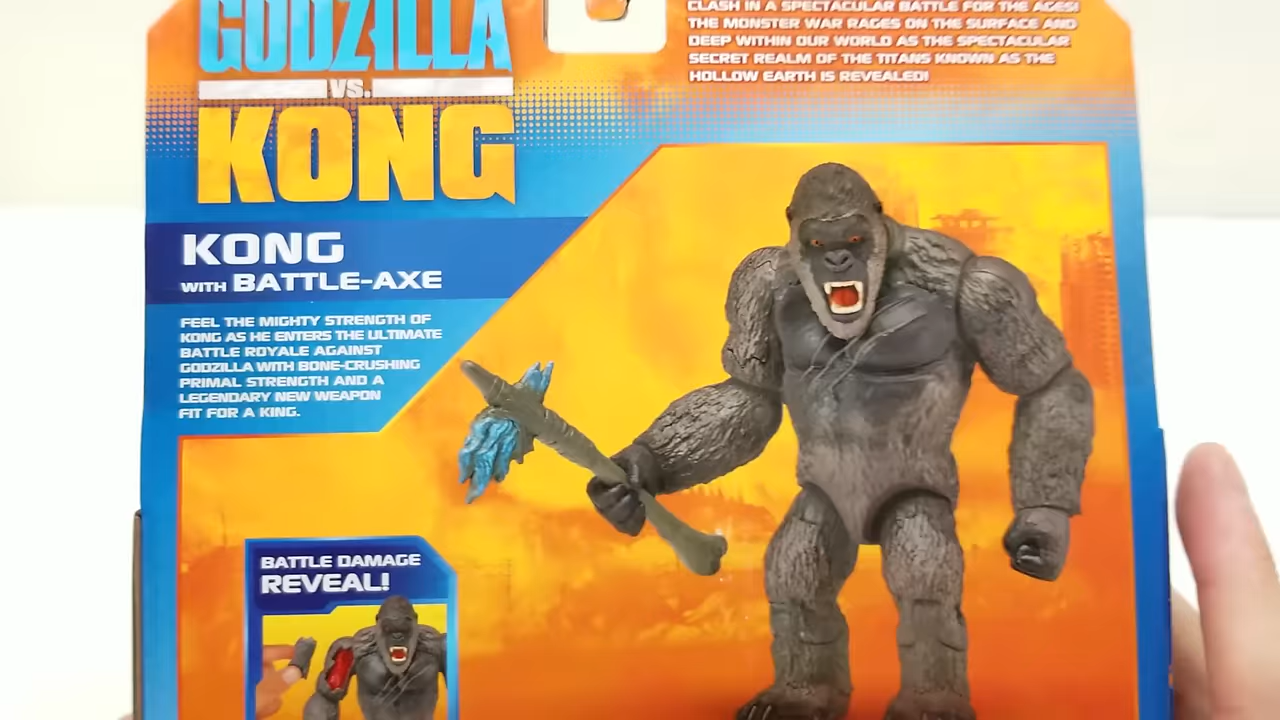 GODZILLA
VS.
KONG
CLASH IN A SPECTACULAR BATTLE FOR THE AGES!
THE MONSTER WAR RAGES ON THE SURFACE AND
DEEP WITHIN OUR WORLD AS THE SPECTACULAR
SECRET REALM OF THE TITANS KNOWN AS THE
HOLLOW EARTH IS REVEALED!
KONG
WITH BATTLE-AXE
FEEL THE MIGHTY STRENGTH OF
KONG AS HE ENTERS THE ULTIMATE
BATTLE ROYALE AGAINST
GODZILLA WITH BONE-CRUSHING
PRIMAL STRENGTH AND A
LEGENDARY NEW WEAPON
FIT FOR A KING.
BATTLE DAMAGE
REVEAL!